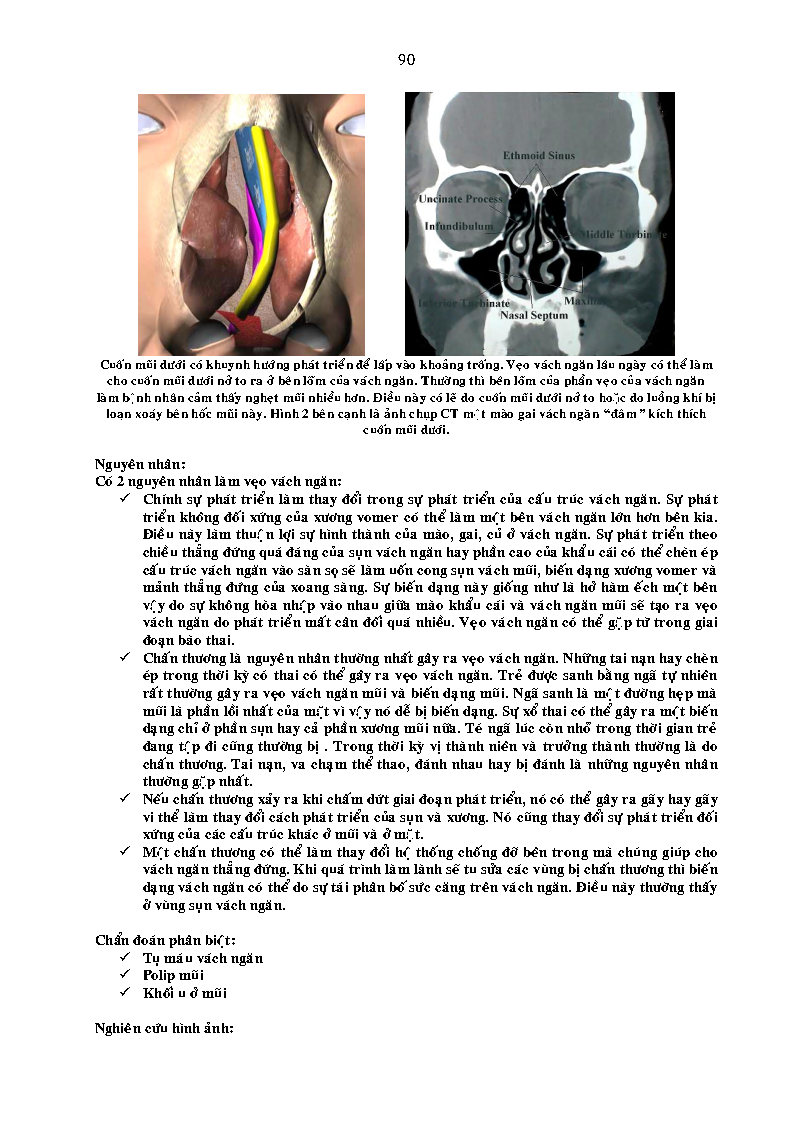 90
Ethmoid Sinus
Uncinate Process
Infundibulum
Middle Turbinate
Inferior Turbinate
Nasal Septum
Cuốn mũi dưới có khuynh hướng phát triển để lấp vào khoảng trống. Vẹo vách ngăn lâu ngày có thể làm
cho cuốn mũi dưới nở to ra ở bên lõm của vách ngăn. Thường thì bên lõm của phần vẹo của vách ngăn
làm bệnh nhân cảm thấy nghẹt mũi nhiều hơn. Điều này có lẽ do cuốn mũi dưới nở to hoặc do luồng khí bị
loạn xoáy bên hốc mũi này. Hình 2 bên cạnh là ảnh chụp CT một mào gai vách ngăn “đâm” kích thích
cuốn mũi dưới.
Nguyên nhân:
Có 2 nguyên nhân làm vẹo vách ngăn:
✓ Chính sự phát triển làm thay đổi trong sự phát triển của cấu trúc vách ngăn. Sự phát
triển không đối xứng của xương vomer có thể làm một bên vách ngăn lớn hơn bên kia.
Điều này làm thuận lợi sự hình thành của mào, gai, củ ở vách ngăn. Sự phát triển theo
chiều thẳng đứng quá đáng của sụn vách ngăn hay phần cao của khẩu cái có thể chèn ép
cấu trúc vách ngăn vào sàn sọ sẽ làm uốn cong sụn vách mũi, biến dạng xương vomer và
mảnh thẳng đứng của xoang sàng. Sự biến dạng này giống như là hở hàm ếch một bên
vậy do sự không hòa nhập vào nhau giữa mào khẩu cái và vách ngăn mũi sẽ tạo ra vẹo
vách ngăn do phát triển mất cân đối quá nhiều. Vẹo vách ngăn có thể gặp từ trong giai
đoạn bào thai.
✓ Chấn thương là nguyên nhân thường nhất gây ra vẹo vách ngăn. Những tai nạn hay chèn
ép trong thời kỳ có thai có thể gây ra vẹo vách ngăn. Trẻ được sanh bằng ngã tự nhiên
rất thường gây ra vẹo vách ngăn mũi và biến dạng mũi. Ngã sanh là một đường hẹp mà
mũi là phần lồi nhất của mặt vì vậy nó dễ bị biến dạng. Sự xổ thai có thể gây ra một biến
dạng chỉ ở phần sụn hay cả phần xương mũi nữa. Té ngã lúc còn nhỏ trong thời gian trẻ
đang tập đi cũng thường bị . Trong thời kỳ vị thành niên và trưởng thành thường là do
chấn thương. Tai nạn, va chạm thể thao, đánh nhau hay bị đánh là những nguyên nhân
thường gặp nhất.
✓ Nếu chấn thương xảy ra khi chấm dứt giai đoạn phát triển, nó có thể gây ra gãy hay gãy
vi thể làm thay đổi cách phát triển của sụn và xương. Nó cũng thay đổi sự phát triển đối
xứng của các cấu trúc khác ở mũi và ở mặt.
✓ Một chấn thương có thể làm thay đổi hệ thống chống đỡ bên trong mà chúng giúp cho
vách ngăn thẳng đứng. Khi quá trình làm lành sẽ tu sửa các vùng bị chấn thương thì biến
dạng vách ngăn có thể do sự tái phân bố sức căng trên vách ngăn. Điều này thường thấy
ở vùng sụn vách ngăn.
Chẩn đoán phân biệt:
✓ Tụ máu vách ngăn
✓ Polip mũi
✓ Khối u ở mũi
Nghiên cứu hình ảnh: